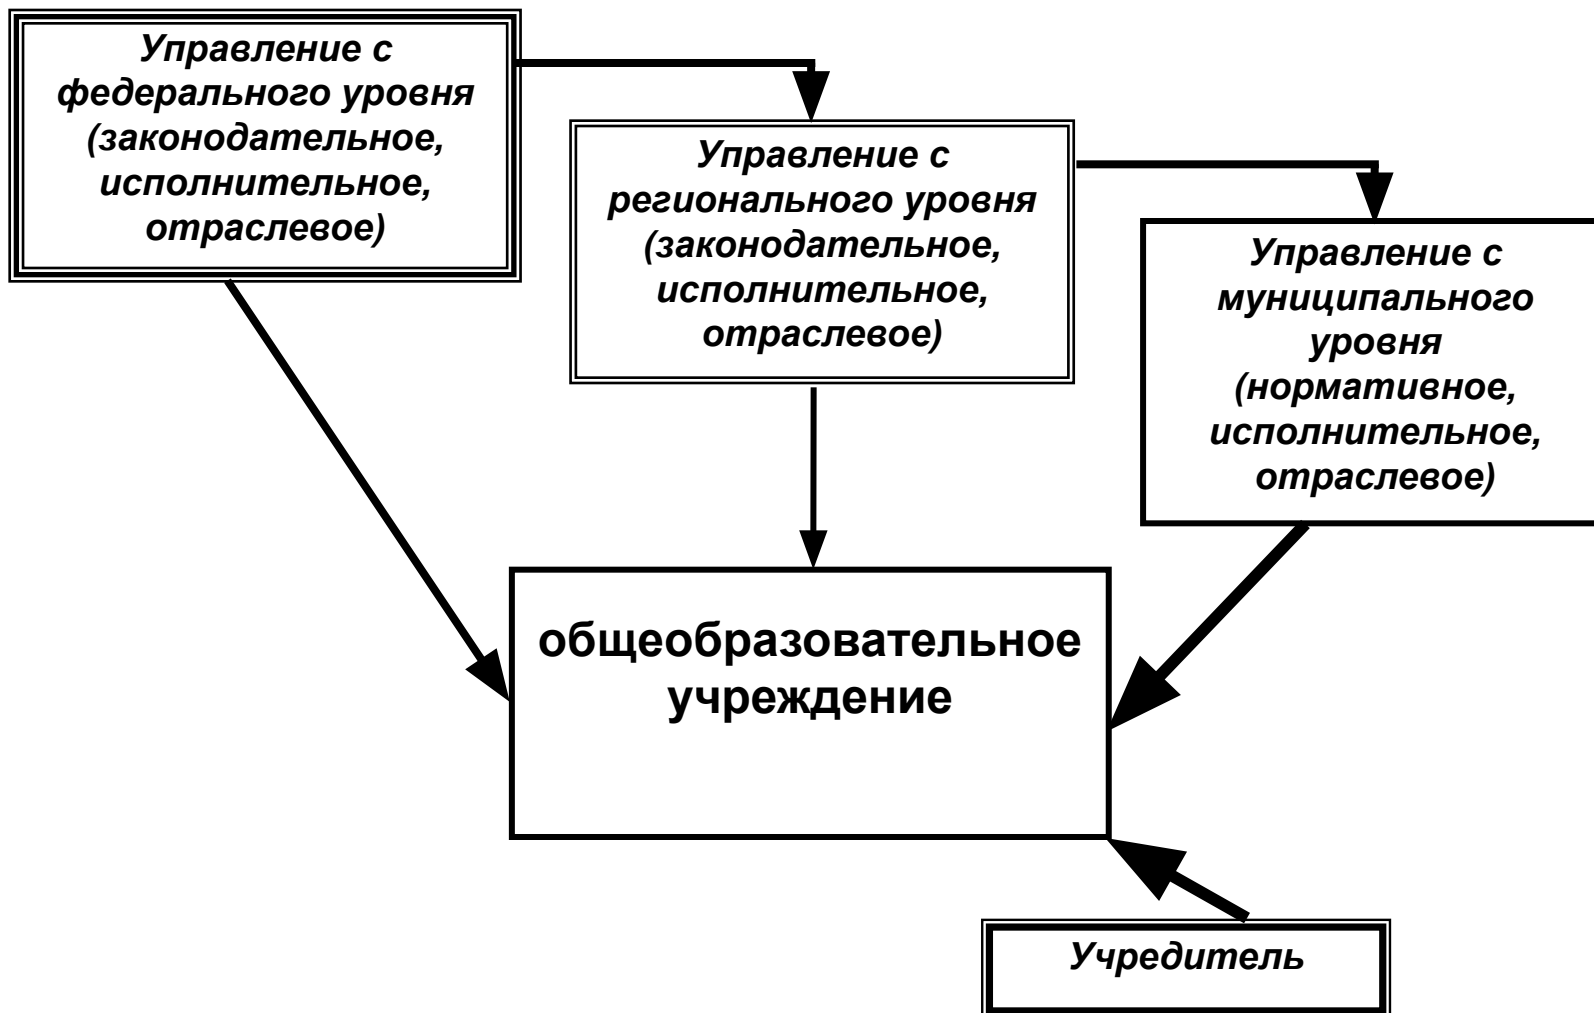 Управление с
федерального уровня
(законодательное,
исполнительное,
отраслевое)
Управление с
регионального уровня
(законодательное,
исполнительное,
отраслевое)
Управление с
муниципального
уровня
(нормативное,
исполнительное,
отраслевое)
общеобразовательное
учреждение
Учредитель